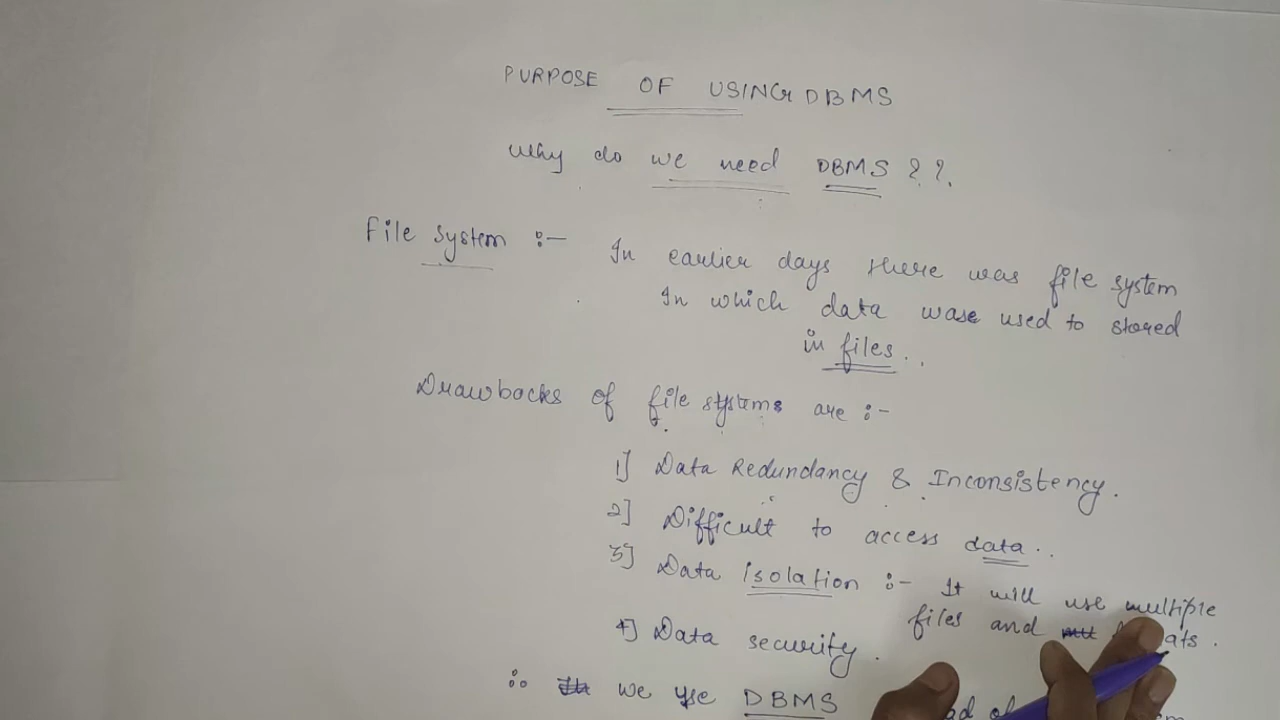 PURPOSE OF USING DBMS
Why do we need DBMS ??.
File system :-
In earlier days there was file system
In which data was used to stored
in files..
Drawbacks of file systems are :-
1] Data Redundancy & Inconsistency.
2] Difficult to access data..
3] Data isolation :- It will use multiple
files and
4] Data security.
∴ we use DBMS